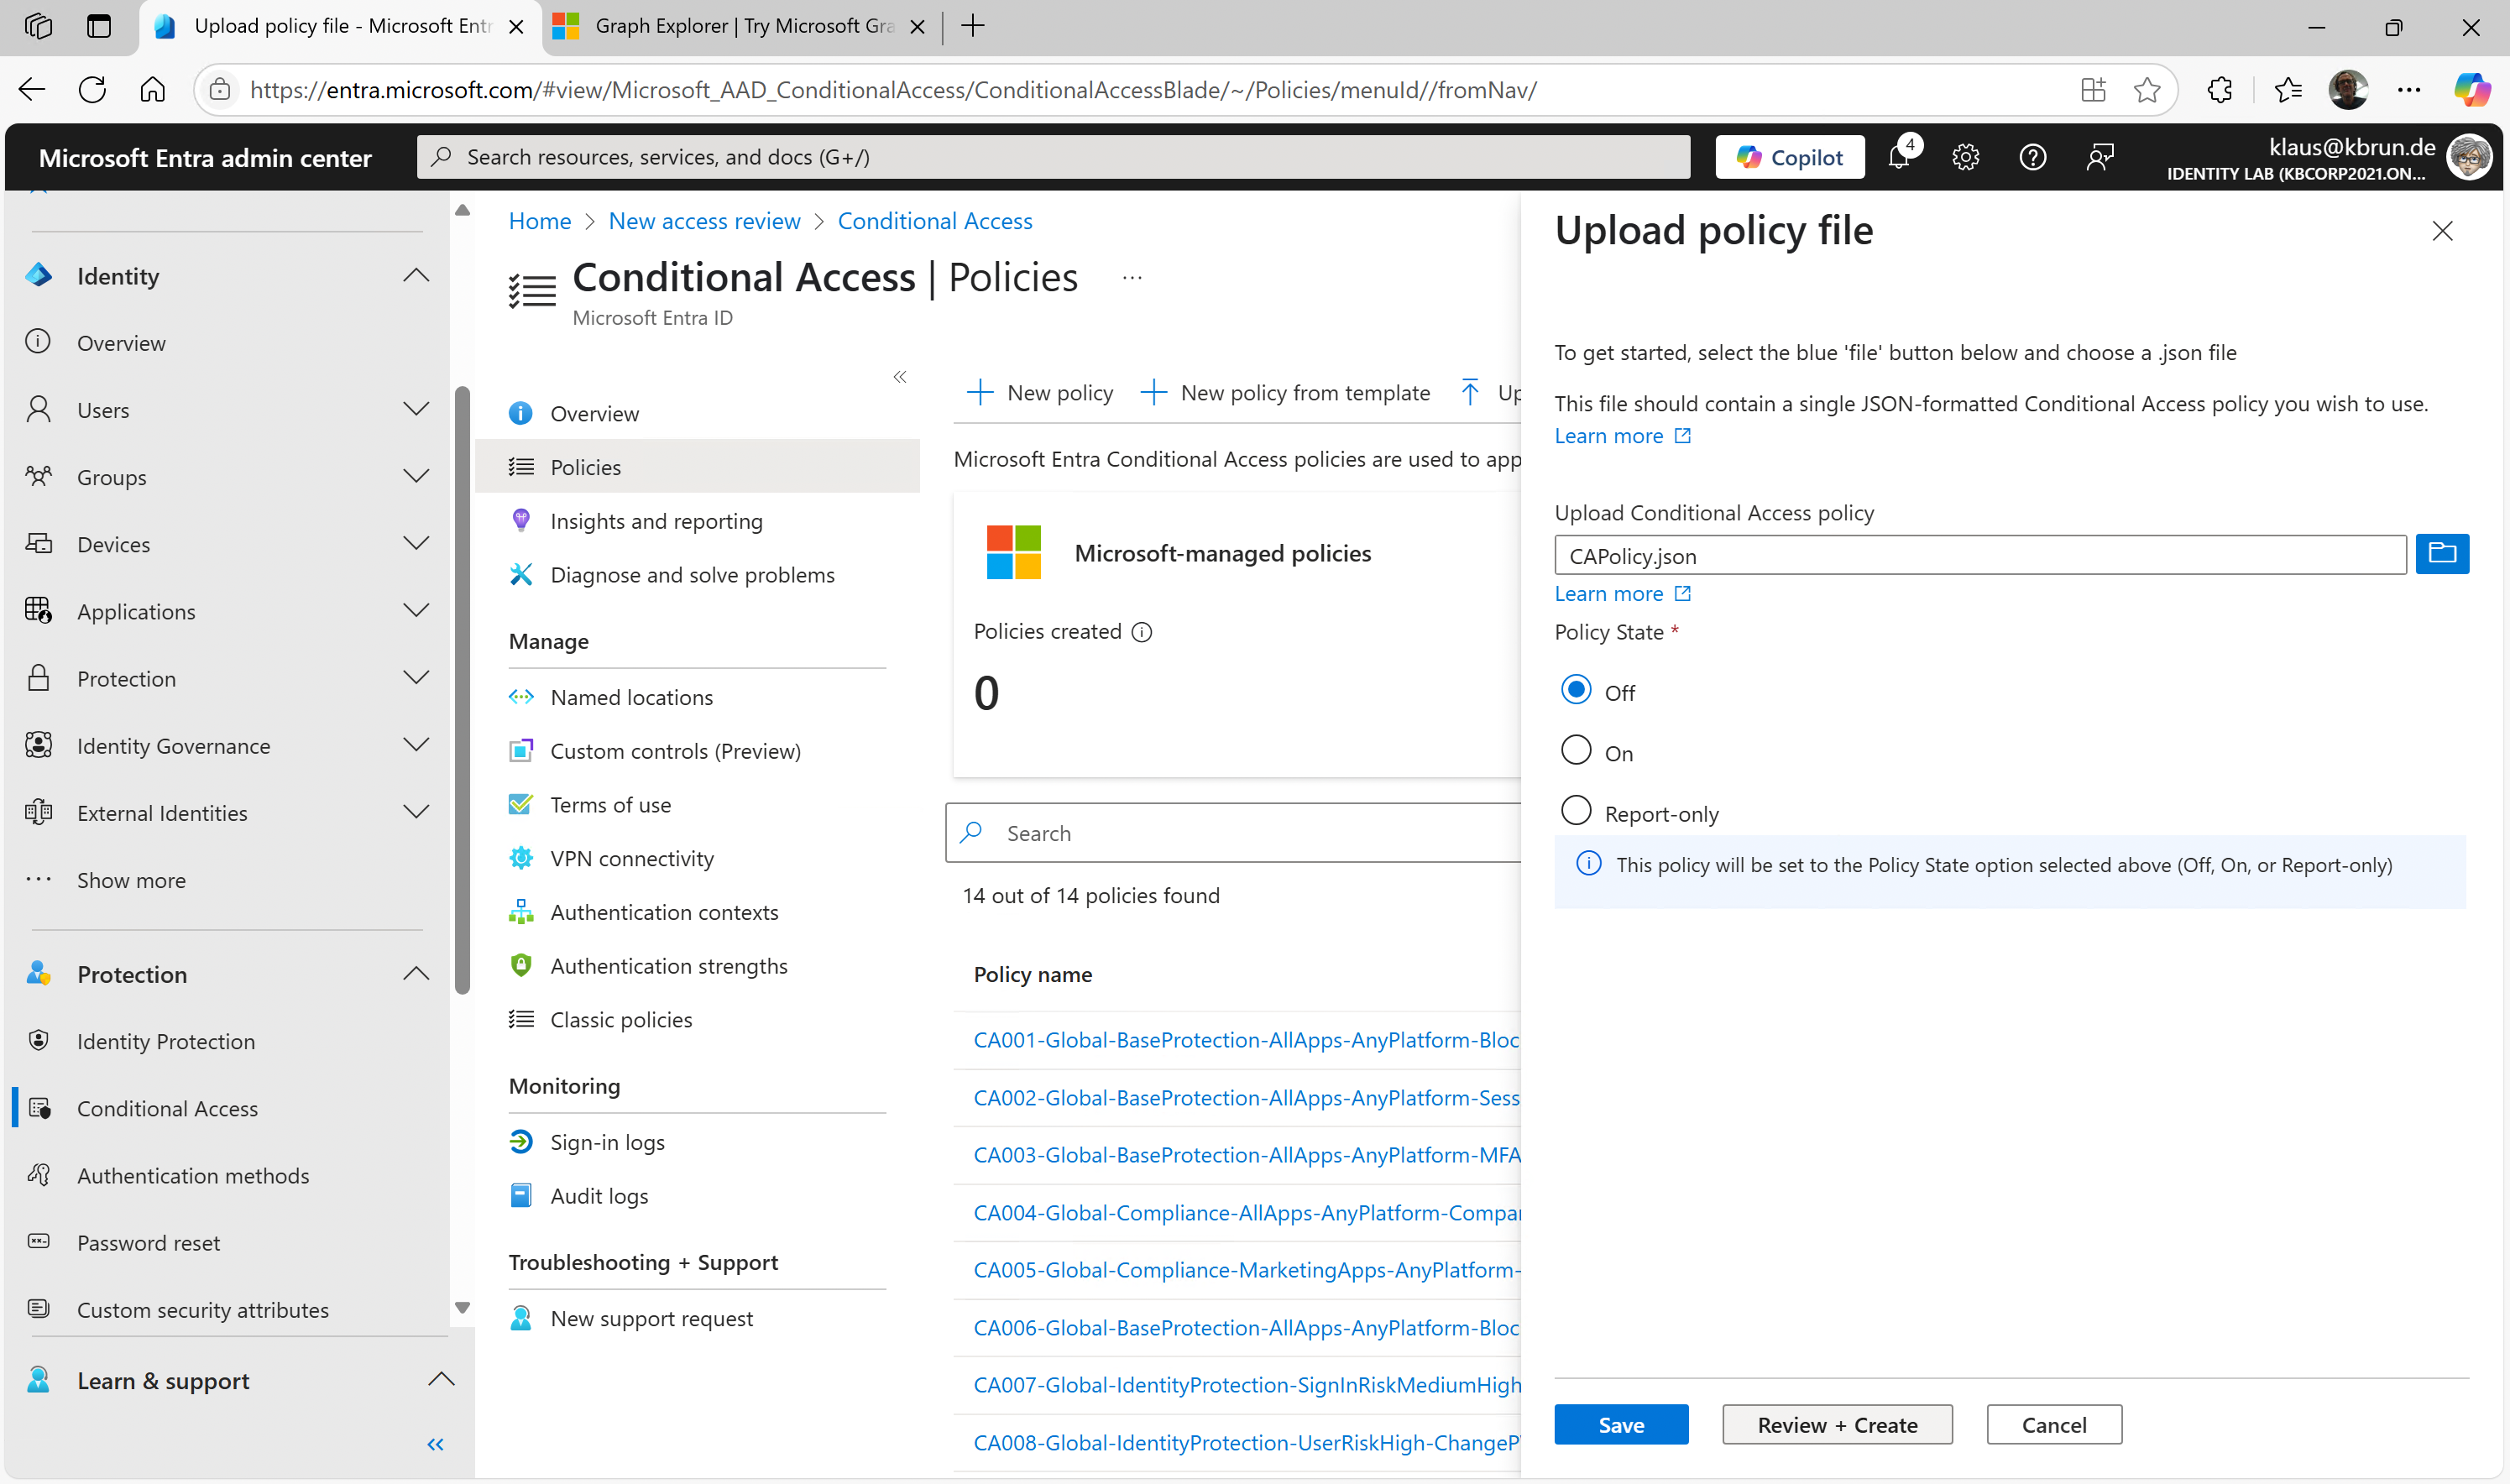 Upload policy file - Microsoft Entr
Graph Explorer | Try Microsoft Gra
https://entra.microsoft.com/#view/Microsoft_AAD_ConditionalAccess/ConditionalAccessBlade/~/Policies/menuId//fromNav/
Microsoft Entra admin center
Search resources, services, and docs (G+/)
Copilot
4
klaus@kbrun.de
IDENTITY LAB (KBCORP2021.ON...
Identity
Overview
Users
Groups
Devices
Applications
Protection
Identity Governance
External Identities
Show more
Protection
Identity Protection
Conditional Access
Authentication methods
Password reset
Custom security attributes
Learn & support
Home > New access review > Conditional Access
Conditional Access | Policies
Microsoft Entra ID
Overview
Policies
Insights and reporting
Diagnose and solve problems
Manage
Named locations
Custom controls (Preview)
Terms of use
VPN connectivity
Authentication contexts
Authentication strengths
Classic policies
Monitoring
Sign-in logs
Audit logs
Troubleshooting + Support
New support request
New policy
New policy from template
Up
Microsoft Entra Conditional Access policies are used to app
Microsoft-managed policies
Policies created
0
Search
14 out of 14 policies found
Policy name
CA001-Global-BaseProtection-AllApps-AnyPlatform-Bloc
CA002-Global-BaseProtection-AllApps-AnyPlatform-Sess
CA003-Global-BaseProtection-AllApps-AnyPlatform-MFA
CA004-Global-Compliance-AllApps-AnyPlatform-Compa
CA005-Global-Compliance-MarketingApps-AnyPlatform-
CA006-Global-BaseProtection-AllApps-AnyPlatform-Bloc
CA007-Global-IdentityProtection-SignInRiskMediumHigh
CA008-Global-IdentityProtection-UserRiskHigh-ChangeP
Upload policy file
To get started, select the blue 'file' button below and choose a .json file
This file should contain a single JSON-formatted Conditional Access policy you wish to use.
Learn more
Upload Conditional Access policy
CAPolicy.json
Learn more
Policy State *
Off
On
Report-only
This policy will be set to the Policy State option selected above (Off, On, or Report-only)
Save
Review + Create
Cancel